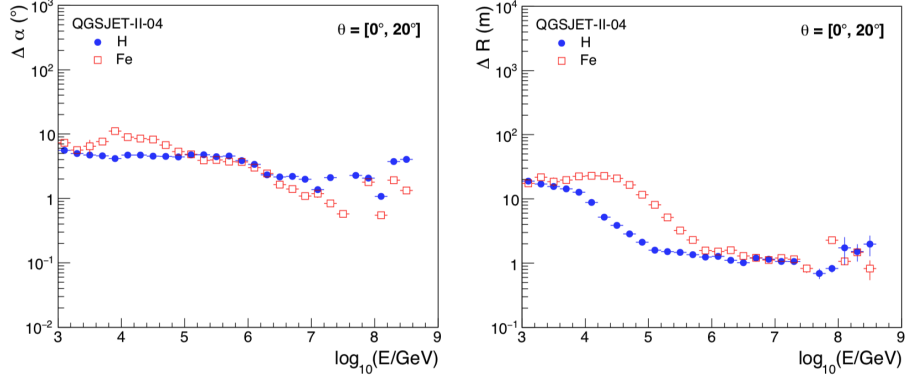 Δ α (°)
10³
10²
10
1
10⁻¹
10⁻²
QGSJET-II-04
H
Fe
θ = [0°, 20°]
3 4 5 6 7 8 9
log₁₀(E/GeV)
Δ R (m)
10⁴
10³
10²
10
1
10⁻¹
QGSJET-II-04
H
Fe
θ = [0°, 20°]
3 4 5 6 7 8 9
log₁₀(E/GeV)